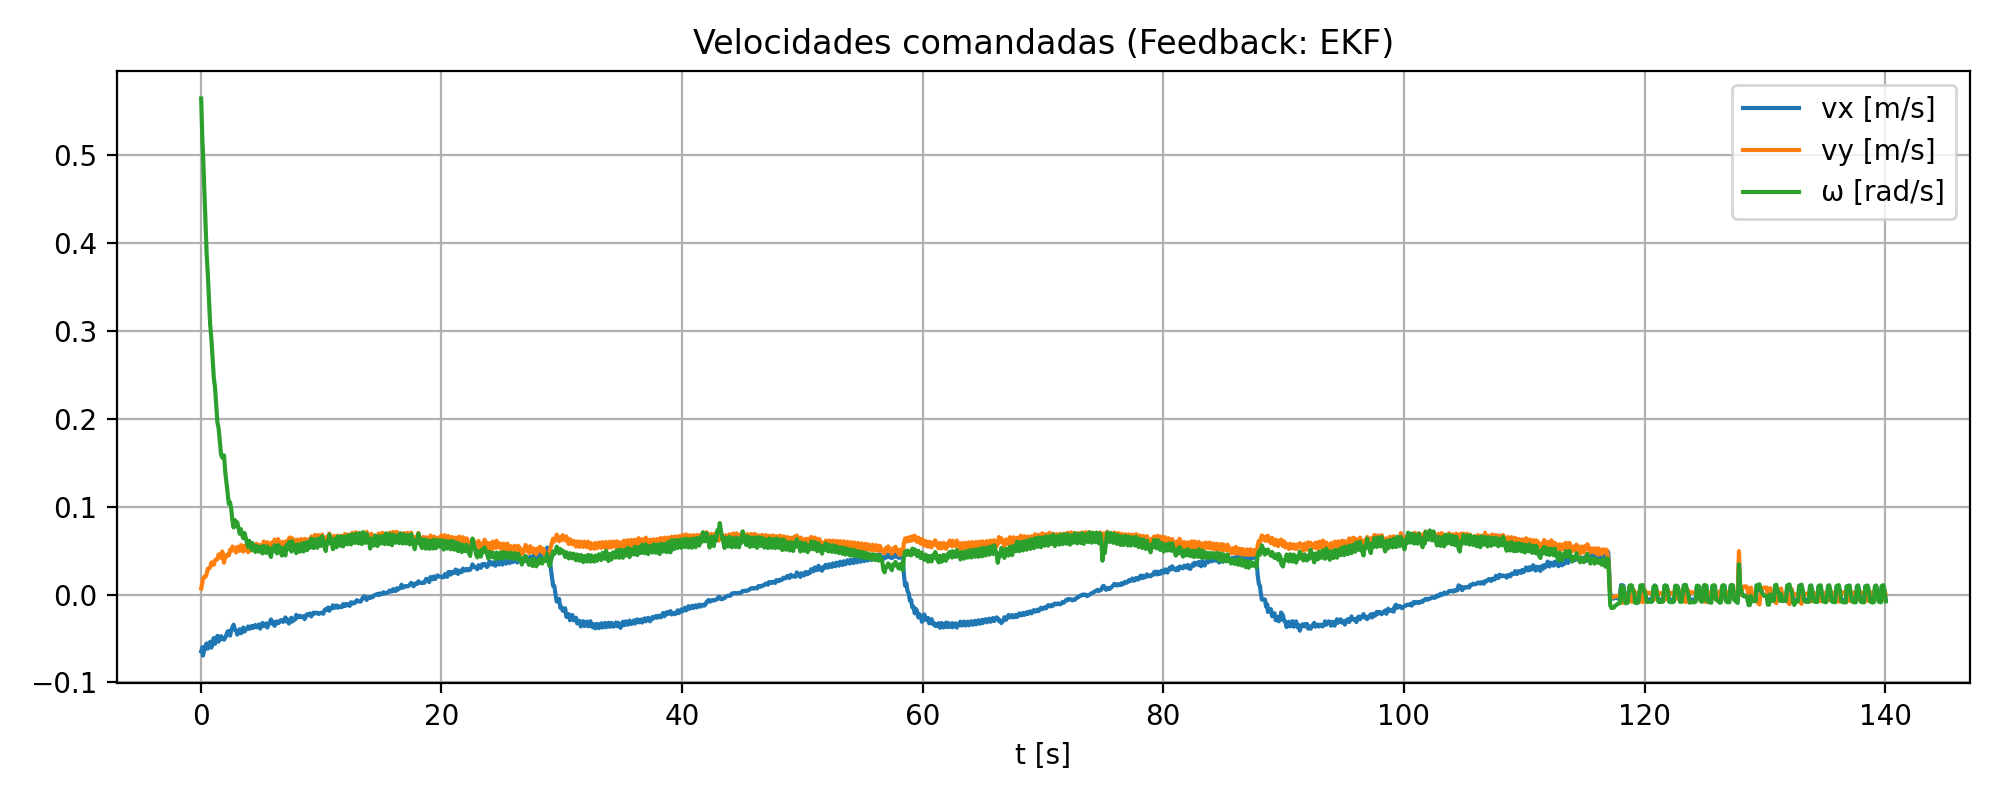 Velocidades comandadas (Feedback: EKF)
vx [m/s]
vy [m/s]
ω [rad/s]
0.5
0.4
0.3
0.2
0.1
0.0
−0.1
0 20 40 60 80 100 120 140
t [s]